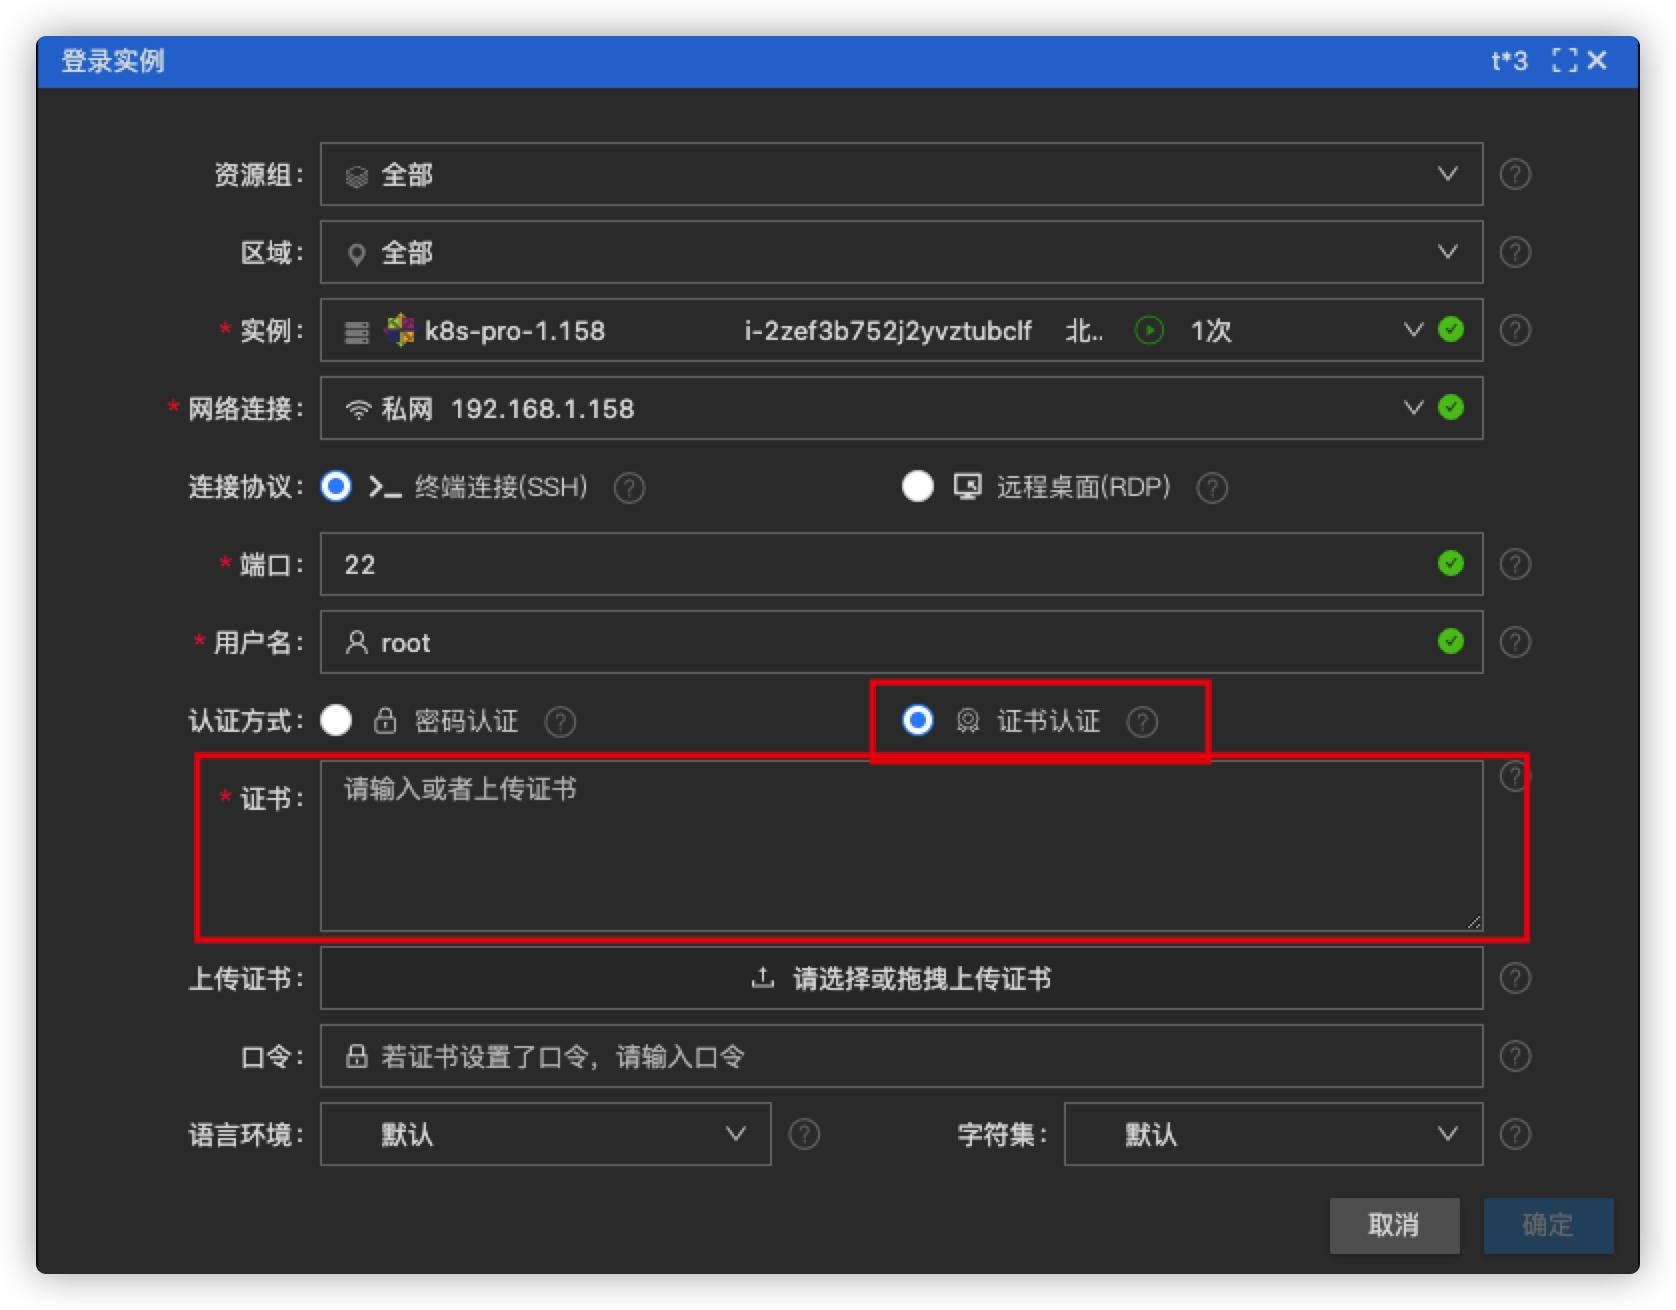 登录实例 t*3
资源组: 全部
区域: 全部
* 实例: k8s-pro-1.158 i-2zef3b752j2yvztubclf 北.. 1次
* 网络连接: 私网 192.168.1.158
连接协议: 终端连接(SSH) 远程桌面(RDP)
* 端口: 22
* 用户名: root
认证方式: 密码认证 证书认证
* 证书: 请输入或者上传证书
上传证书: 请选择或拖拽上传证书
口令: 若证书设置了口令，请输入口令
语言环境: 默认 字符集: 默认
取消 确定